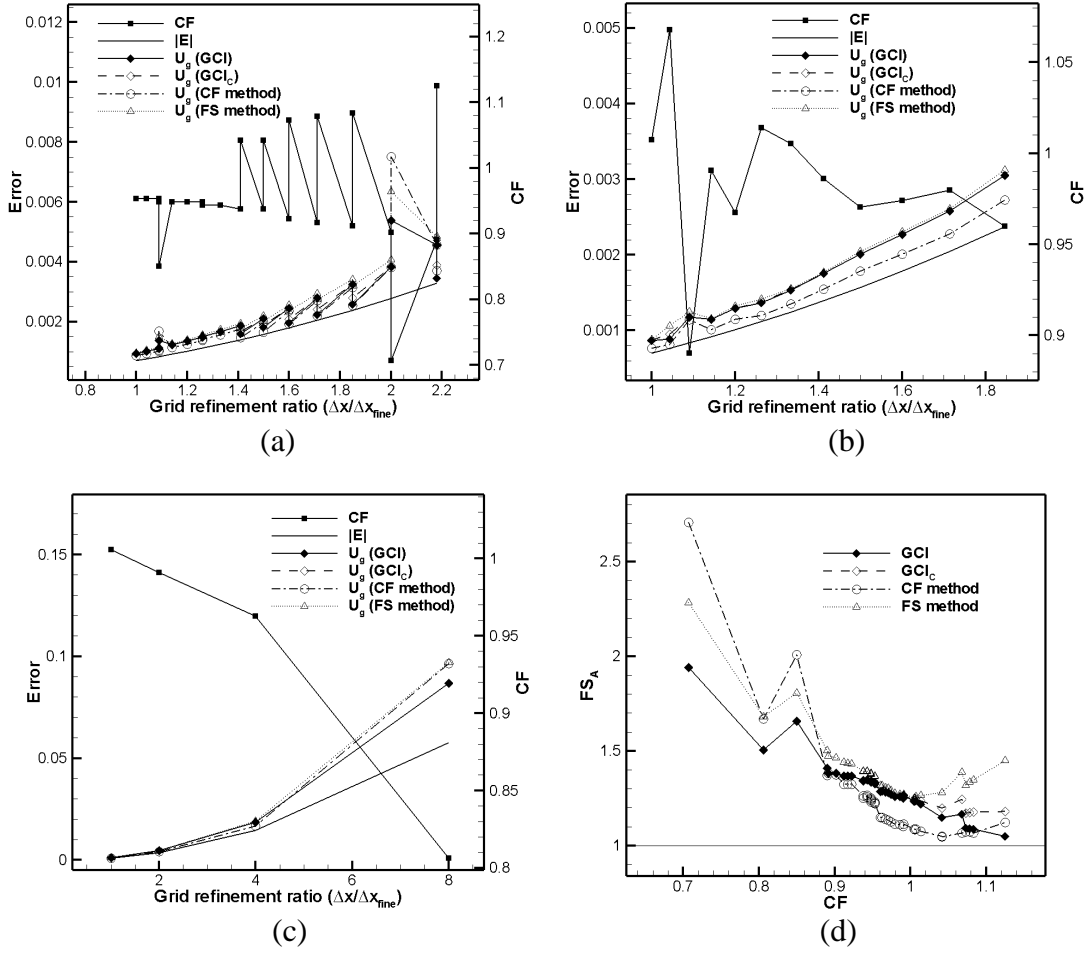 CF
|E|
Ug (GCI)
Ug (GCIC)
Ug (CF method)
Ug (FS method)
0.012
0.01
0.008
0.006
0.004
0.002
Error
1.2
1.1
1
0.9
0.8
0.7
CF
0.8 1 1.2 1.4 1.6 1.8 2 2.2
Grid refinement ratio (Δx/Δxfine)
(a)
CF
|E|
Ug (GCI)
Ug (GCIC)
Ug (CF method)
Ug (FS method)
0.005
0.004
0.003
0.002
0.001
Error
1.05
1
0.95
0.9
CF
1 1.2 1.4 1.6 1.8
Grid refinement ratio (Δx/Δxfine)
(b)
CF
|E|
Ug (GCI)
Ug (GCIC)
Ug (CF method)
Ug (FS method)
0.15
0.1
0.05
0
Error
1
0.95
0.9
0.85
0.8
CF
2 4 6 8
Grid refinement ratio (Δx/Δxfine)
(c)
GCI
GCIC
CF method
FS method
2.5
2
1.5
1
FSA
0.7 0.8 0.9 1 1.1
CF
(d)